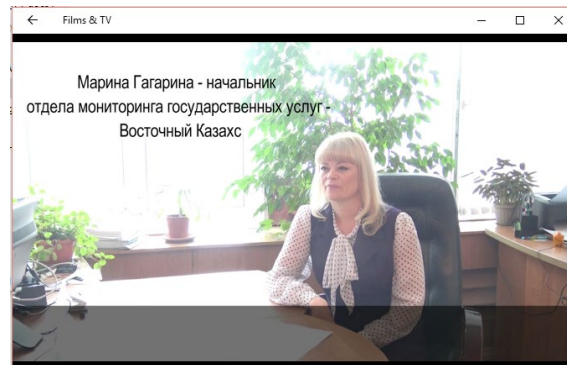 Films & TV
Марина Гагарина - начальник
отдела мониторинга государственных услуг -
Восточный Казахс